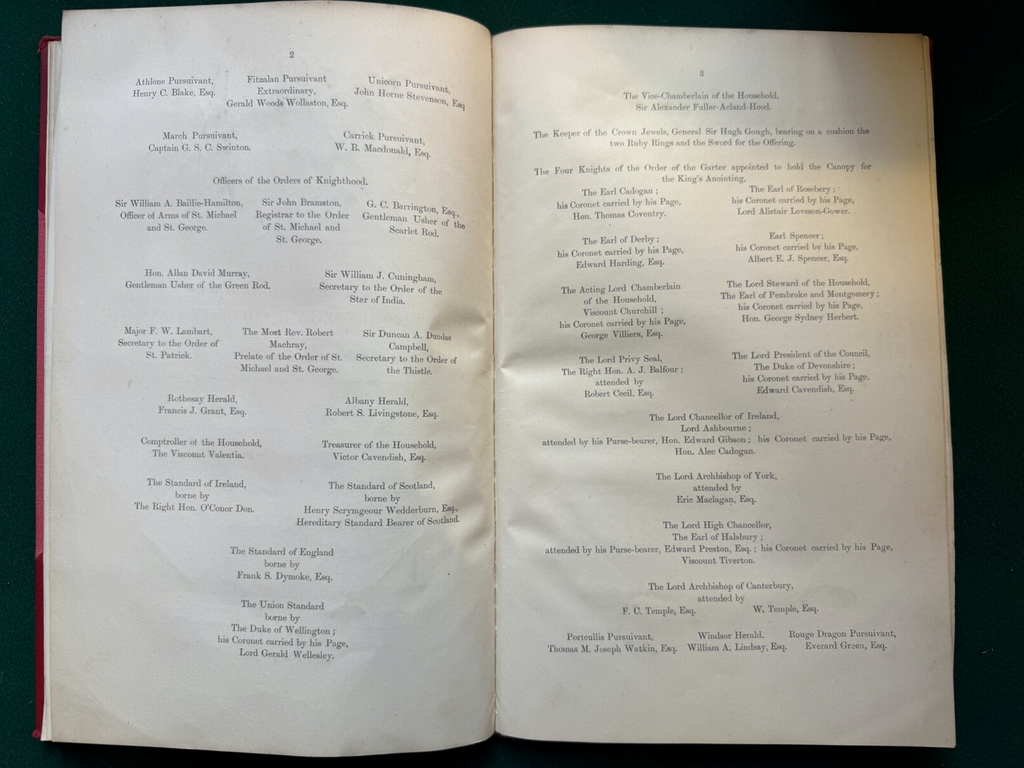 2
Athlone Pursuivant,
Henry C. Blake, Esq.
Fitzalan Pursuivant
Extraordinary,
Gerald Woods Wollaston, Esq.
Unicorn Pursuivant,
John Horne Stevenson, Esq
March Pursuivant,
Captain G. S. C. Swinton.
Carrick Pursuivant,
W. R. Macdonald, Esq.
Officers of the Orders of Knighthood.
Sir William A. Baillie-Hamilton,
Officer of Arms of St. Michael
and St. George.
Sir John Bramston,
Registrar to the Order
of St. Michael and
St. George.
G. C. Barrington, Esq.,
Gentleman Usher of the
Scarlet Rod.
Hon. Allan David Murray,
Gentleman Usher of the Green Rod.
Sir William J. Cuningham,
Secretary to the Order of the
Star of India.
Major F. W. Lambart,
Secretary to the Order of
St. Patrick.
The Most Rev. Robert
Machray,
Prelate of the Order of St.
Michael and St. George.
Sir Duncan A. Dundas
Campbell,
Secretary to the Order of
the Thistle.
Rothesay Herald,
Francis J. Grant, Esq.
Albany Herald,
Robert S. Livingstone, Esq.
Comptroller of the Household,
The Viscount Valentia.
Treasurer of the Household,
Victor Cavendish, Esq.
The Standard of Ireland,
borne by
The Right Hon. O'Conor Don.
The Standard of Scotland,
borne by
Henry Scrymgeour Wedderburn, Esq.,
Hereditary Standard Bearer of Scotland.
The Standard of England
borne by
Frank S. Dymoke, Esq.
The Union Standard
borne by
The Duke of Wellington ;
his Coronet carried by his Page,
Lord Gerald Wellesley.
3
The Vice-Chamberlain of the Household,
Sir Alexander Fuller-Acland-Hood.
The Keeper of the Crown Jewels, General Sir Hugh Gough, bearing on a cushion the
two Ruby Rings and the Sword for the Offering.
The Four Knights of the Order of the Garter appointed to hold the Canopy for
the King's Anointing,
The Earl Cadogan ;
his Coronet carried by his Page,
Hon. Thomas Coventry.
The Earl of Rosebery ;
his Coronet carried by his Page,
Lord Alistair Leveson-Gower.
The Earl of Derby ;
his Coronet carried by his Page,
Edward Harding, Esq.
Earl Spencer ;
his Coronet carried by his Page,
Albert E. J. Spencer, Esq.
The Acting Lord Chamberlain
of the Household,
Viscount Churchill ;
his Coronet carried by his Page,
George Villiers, Esq.
The Lord Steward of the Household,
The Earl of Pembroke and Montgomery ;
his Coronet carried by his Page,
Hon. George Sydney Herbert.
The Lord Privy Seal,
The Right Hon. A. J. Balfour ;
attended by
Robert Cecil, Esq.
The Lord President of the Council,
The Duke of Devonshire ;
his Coronet carried by his Page,
Edward Cavendish, Esq.
The Lord Chancellor of Ireland,
Lord Ashbourne ;
attended by his Purse-bearer, Hon. Edward Gibson ; his Coronet carried by his Page,
Hon. Alec Cadogan.
The Lord Archbishop of York,
attended by
Eric Maclagan, Esq.
The Lord High Chancellor,
The Earl of Halsbury ;
attended by his Purse-bearer, Edward Preston, Esq. ; his Coronet carried by his Page,
Viscount Tiverton.
The Lord Archbishop of Canterbury,
attended by
F. C. Temple, Esq. W. Temple, Esq.
Portcullis Pursuivant,
Thomas M. Joseph Watkin, Esq.
Windsor Herald.
William A. Lindsay, Esq.
Rouge Dragon Pursuivant,
Everard Green, Esq.